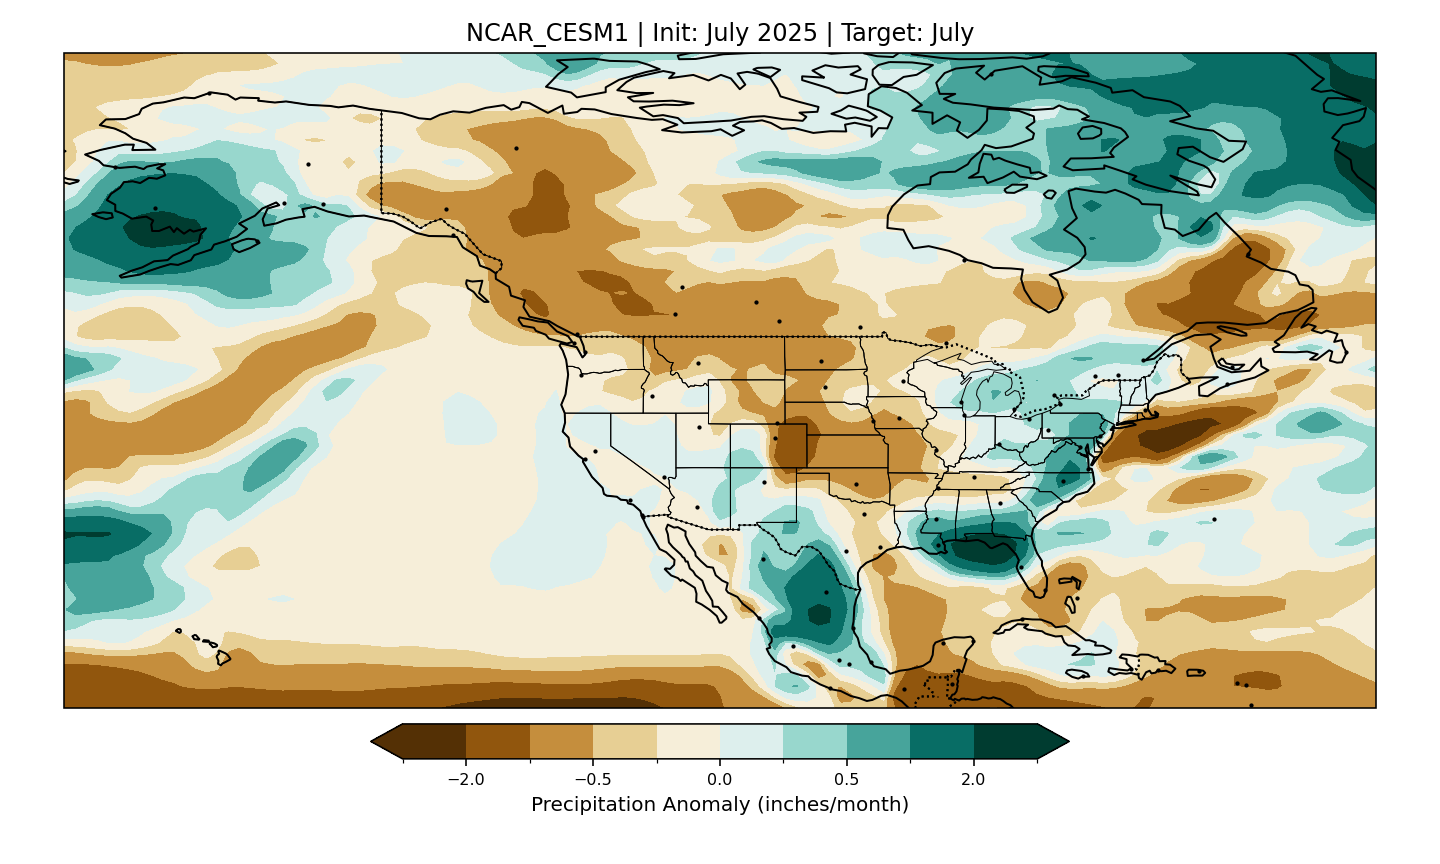 NCAR_CESM1 | Init: July 2025 | Target: July
−2.0 −0.5 0.0 0.5 2.0
Precipitation Anomaly (inches/month)